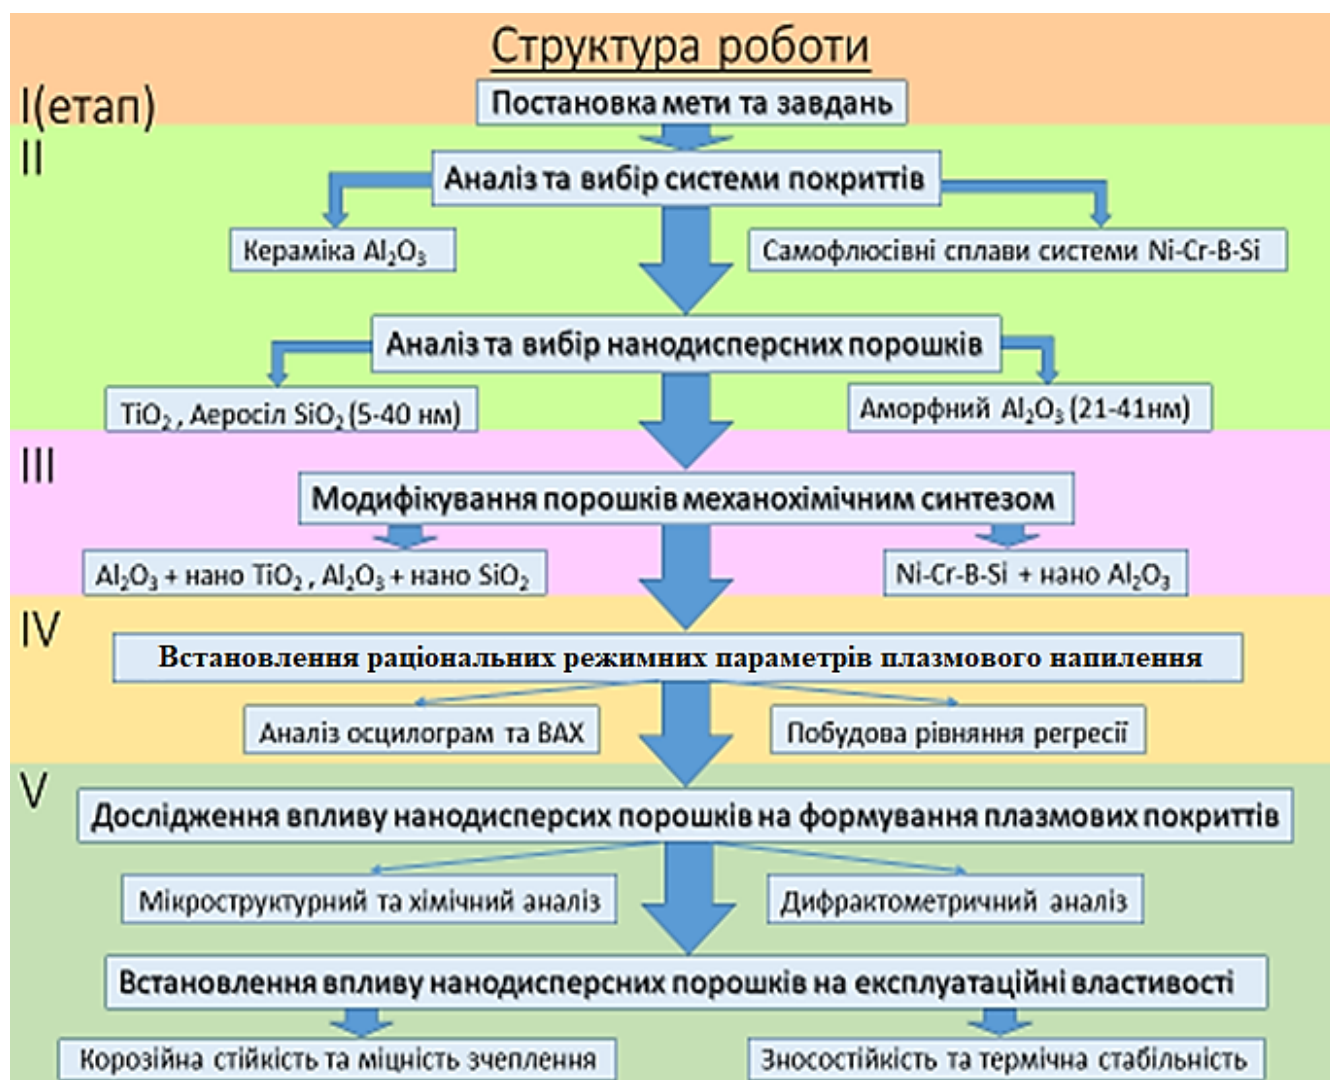 Структура роботи
I(етап)
Постановка мети та завдань
II
Аналіз та вибір системи покриттів
Кераміка Al₂O₃
Самофлюсівні сплави системи Ni-Cr-B-Si
Аналіз та вибір нанодисперсних порошків
TiO₂ , Аеросіл SiO₂ (5-40 нм)
Аморфний Al₂O₃ (21-41нм)
III
Модифікування порошків механохімічним синтезом
Al₂O₃ + нано TiO₂ , Al₂O₃ + нано SiO₂
Ni-Cr-B-Si + нано Al₂O₃
IV
Встановлення раціональних режимних параметрів плазмового напилення
Аналіз осцилограм та ВАХ
Побудова рівняння регресії
V
Дослідження впливу нанодисперсих порошків на формування плазмових покриттів
Мікроструктурний та хімічний аналіз
Дифрактометричний аналіз
Встановлення впливу нанодисперсних порошків на експлуатаційні властивості
Корозійна стійкість та міцність зчеплення
Зносостійкість та термічна стабільність